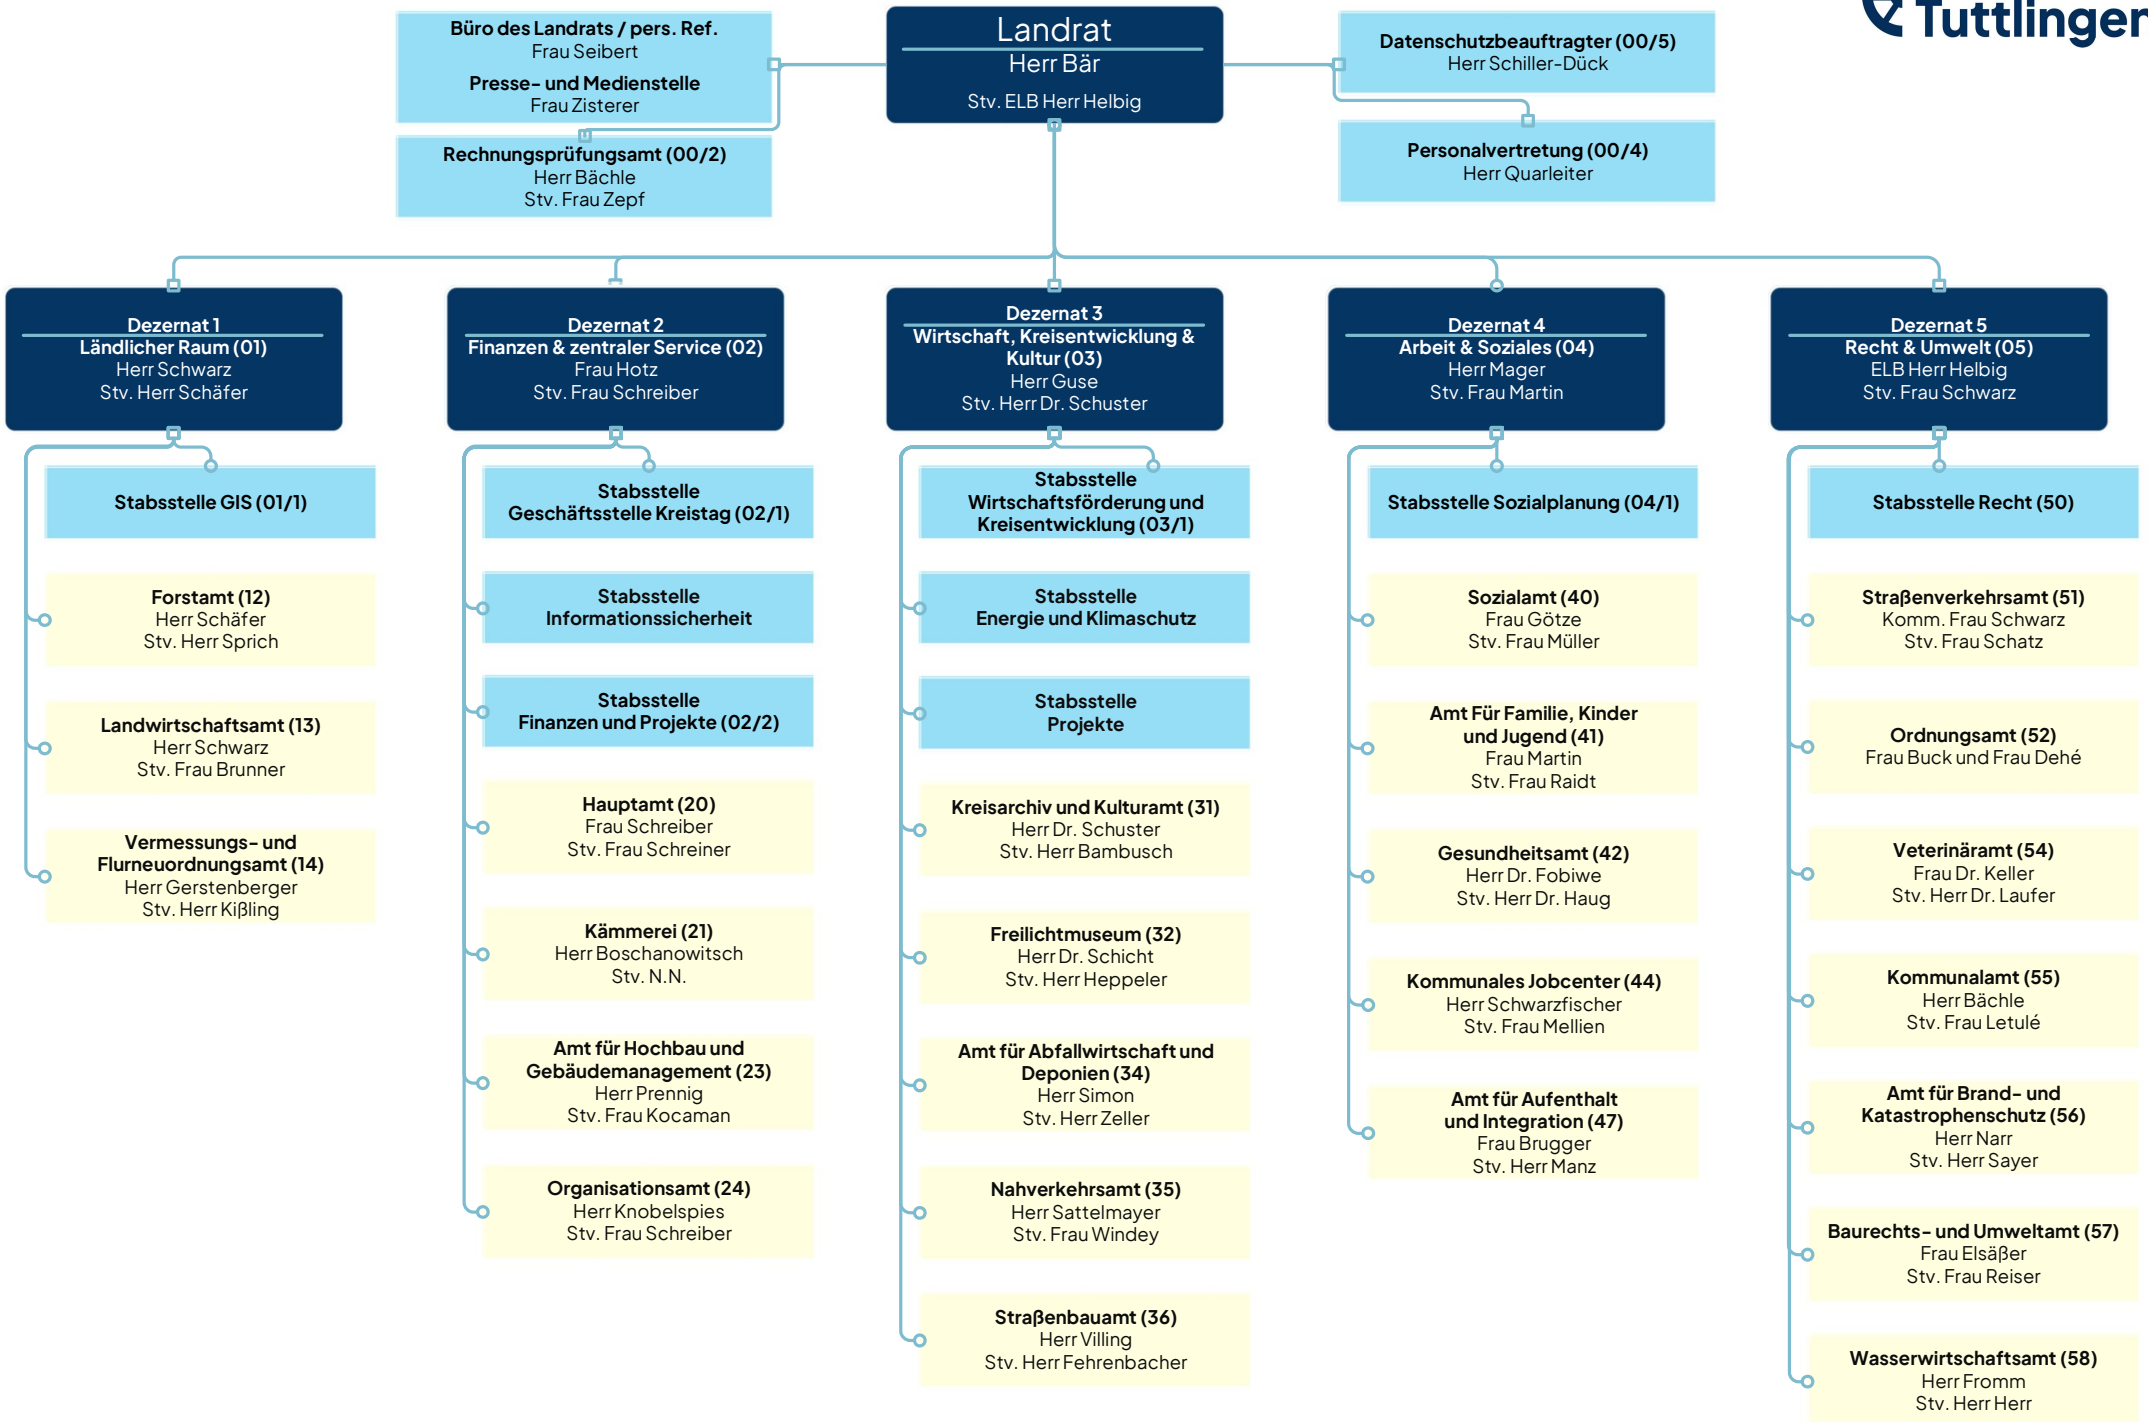 Büro des Landrats / pers. Ref.
Frau Seibert
Presse- und Medienstelle
Frau Zisterer
Rechnungsprüfungsamt (00/2)
Herr Bächle
Stv. Frau Zepf
Landrat
Herr Bär
Stv. ELB Herr Helbig
Datenschutzbeauftragter (00/5)
Herr Schiller-Dück
Personalvertretung (00/4)
Herr Quarleiter
Tuttlingen
Dezernat 1
Ländlicher Raum (01)
Herr Schwarz
Stv. Herr Schäfer
Stabsstelle GIS (01/1)
Forstamt (12)
Herr Schäfer
Stv. Herr Sprich
Landwirtschaftsamt (13)
Herr Schwarz
Stv. Frau Brunner
Vermessungs- und
Flurneuordnungsamt (14)
Herr Gerstenberger
Stv. Herr Kißling
Dezernat 2
Finanzen & zentraler Service (02)
Frau Hotz
Stv. Frau Schreiber
Stabsstelle
Geschäftsstelle Kreistag (02/1)
Stabsstelle
Informationssicherheit
Stabsstelle
Finanzen und Projekte (02/2)
Hauptamt (20)
Frau Schreiber
Stv. Frau Schreiner
Kämmerei (21)
Herr Boschanowitsch
Stv. N.N.
Amt für Hochbau und
Gebäudemanagement (23)
Herr Prennig
Stv. Frau Kocaman
Organisationsamt (24)
Herr Knobelspies
Stv. Frau Schreiber
Dezernat 3
Wirtschaft, Kreisentwicklung &
Kultur (03)
Herr Guse
Stv. Herr Dr. Schuster
Stabsstelle
Wirtschaftsförderung und
Kreisentwicklung (03/1)
Stabsstelle
Energie und Klimaschutz
Stabsstelle
Projekte
Kreisarchiv und Kulturamt (31)
Herr Dr. Schuster
Stv. Herr Bambusch
Freilichtmuseum (32)
Herr Dr. Schicht
Stv. Herr Heppeler
Amt für Abfallwirtschaft und
Deponien (34)
Herr Simon
Stv. Herr Zeller
Nahverkehrsamt (35)
Herr Sattelmayer
Stv. Frau Windey
Straßenbauamt (36)
Herr Villing
Stv. Herr Fehrenbacher
Dezernat 4
Arbeit & Soziales (04)
Herr Mager
Stv. Frau Martin
Stabsstelle Sozialplanung (04/1)
Sozialamt (40)
Frau Götze
Stv. Frau Müller
Amt Für Familie, Kinder
und Jugend (41)
Frau Martin
Stv. Frau Raidt
Gesundheitsamt (42)
Herr Dr. Fobiwe
Stv. Herr Dr. Haug
Kommunales Jobcenter (44)
Herr Schwarzfischer
Stv. Frau Mellien
Amt für Aufenthalt
und Integration (47)
Frau Brugger
Stv. Herr Manz
Dezernat 5
Recht & Umwelt (05)
ELB Herr Helbig
Stv. Frau Schwarz
Stabsstelle Recht (50)
Straßenverkehrsamt (51)
Komm. Frau Schwarz
Stv. Frau Schatz
Ordnungsamt (52)
Frau Buck und Frau Dehé
Veterinäramt (54)
Frau Dr. Keller
Stv. Herr Dr. Laufer
Kommunalamt (55)
Herr Bächle
Stv. Frau Letulé
Amt für Brand- und
Katastrophenschutz (56)
Herr Narr
Stv. Herr Sayer
Baurechts- und Umweltamt (57)
Frau Elsäßer
Stv. Frau Reiser
Wasserwirtschaftsamt (58)
Herr Fromm
Stv. Herr Herr